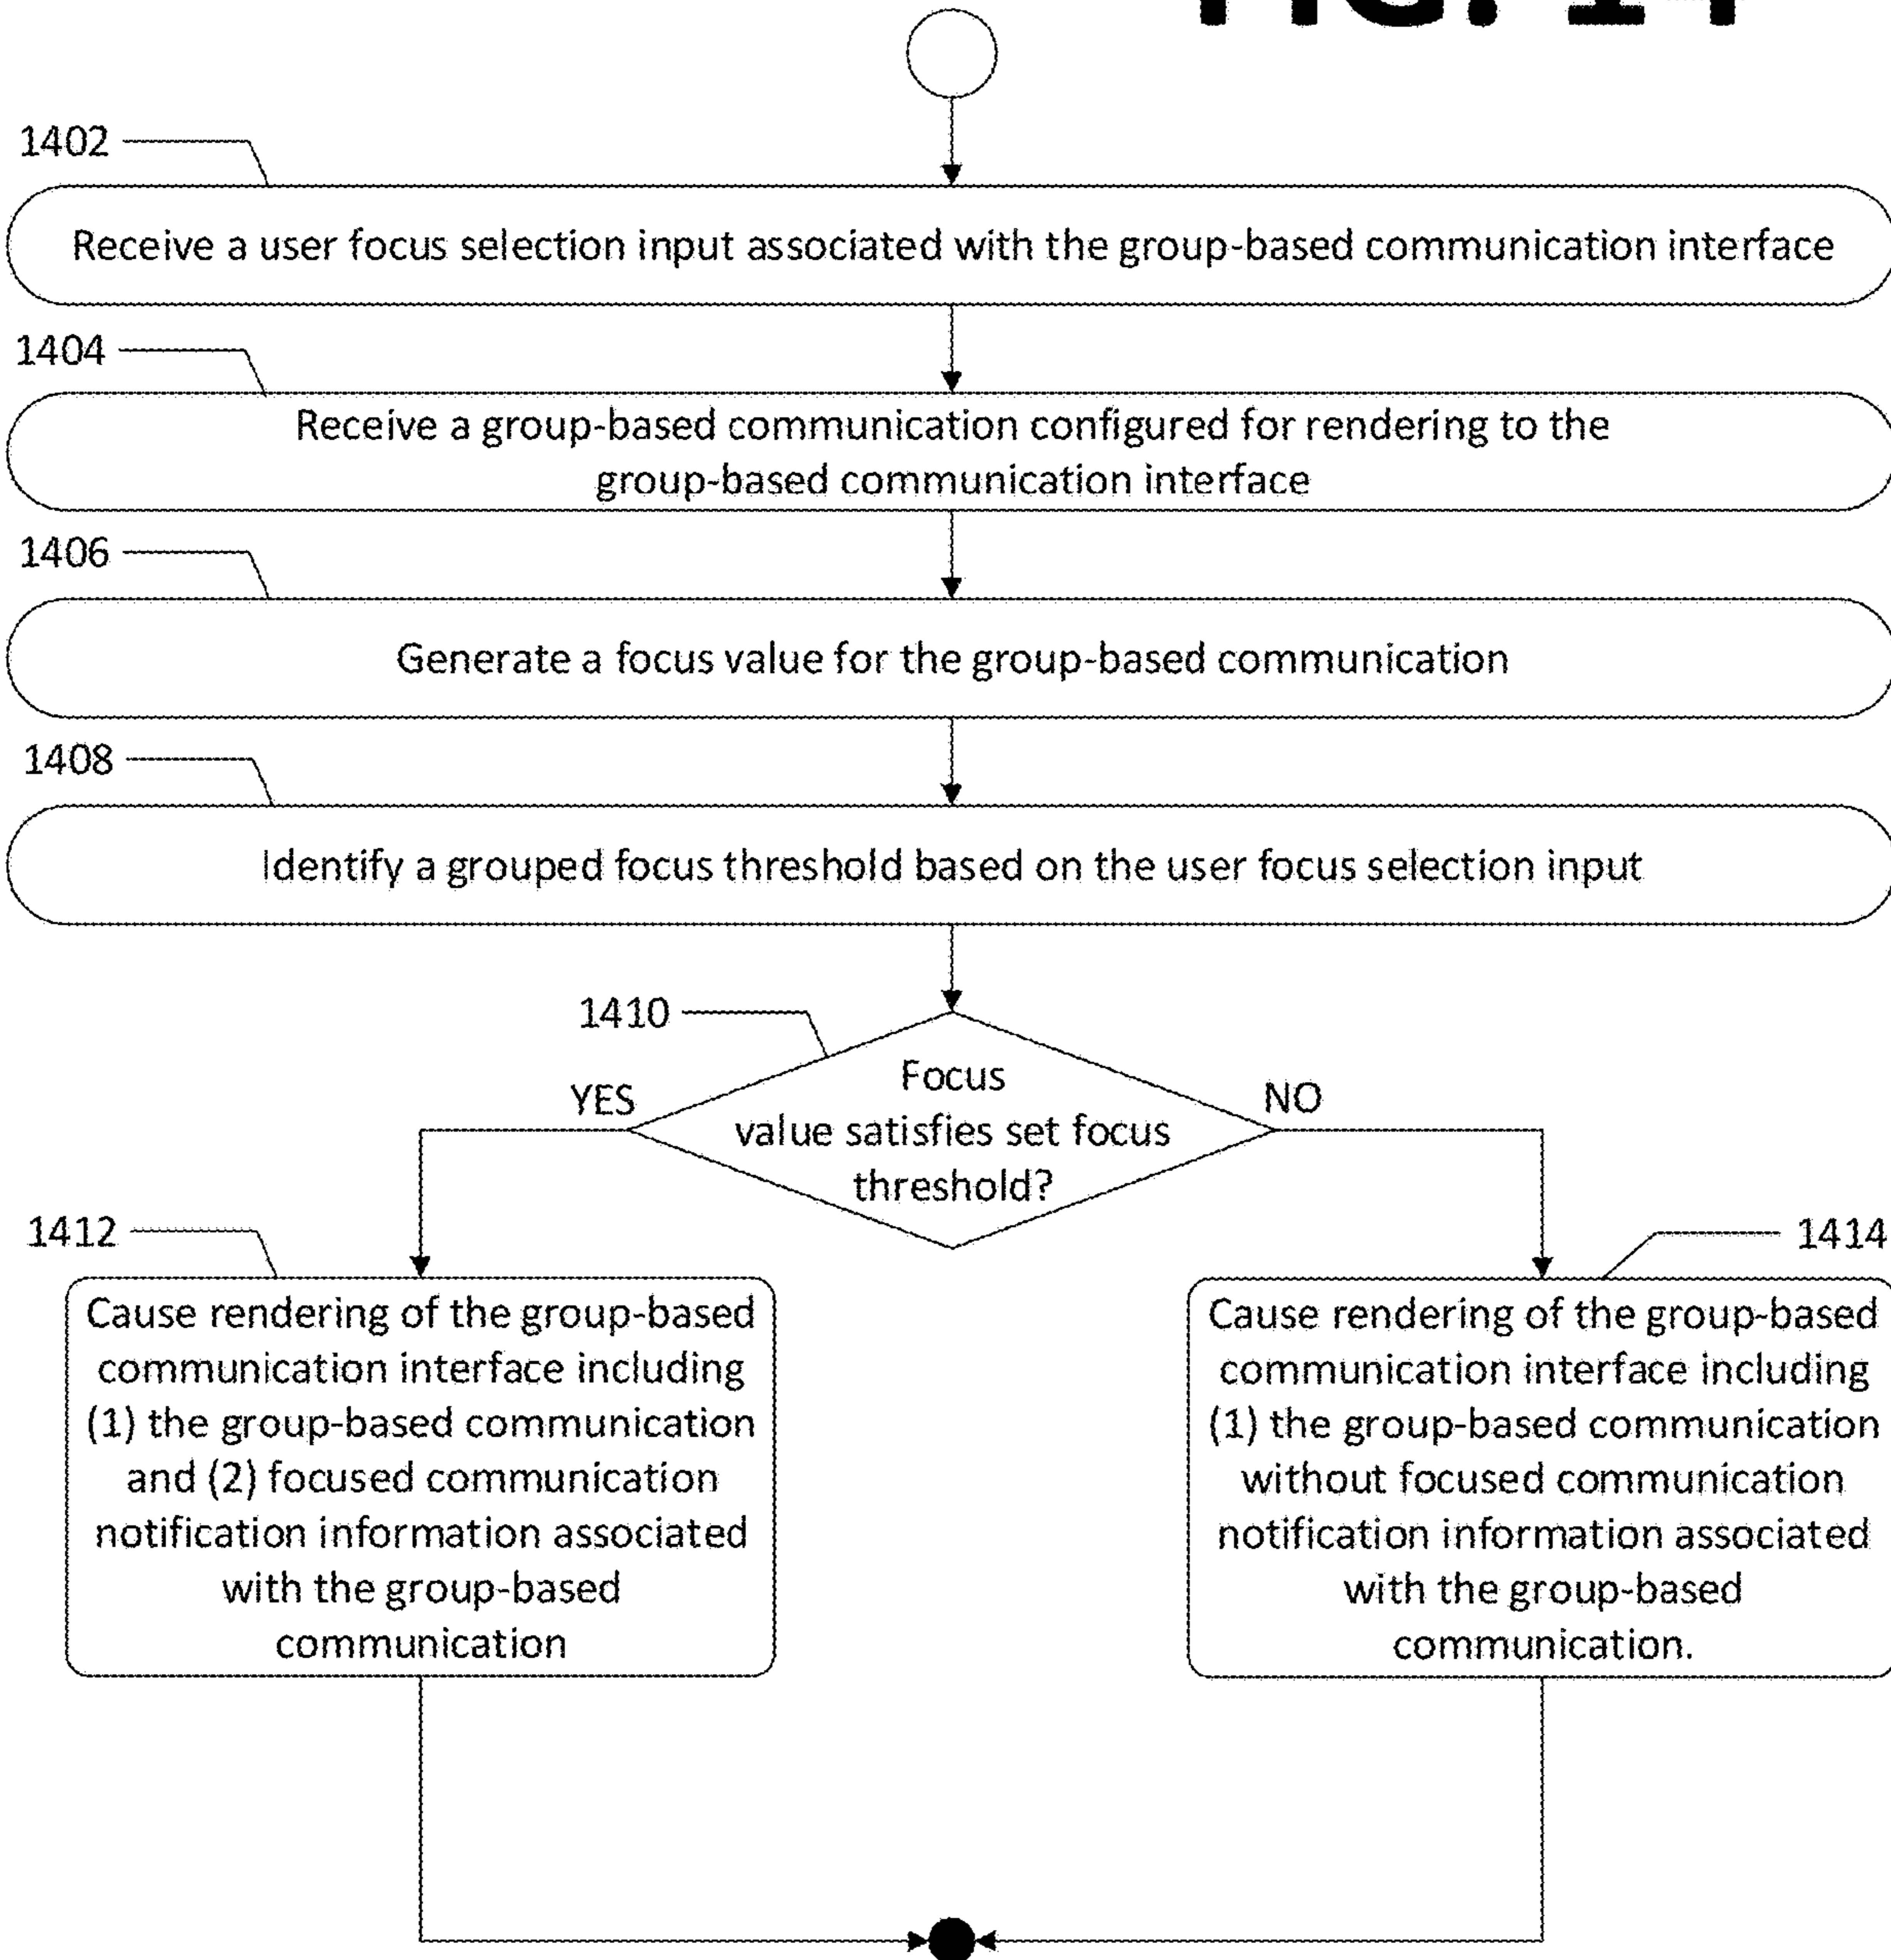 FIG. 14
1402
Receive a user focus selection input associated with the group-based communication interface
1404
Receive a group-based communication configured for rendering to the
group-based communication interface
1406
Generate a focus value for the group-based communication
1408
Identify a grouped focus threshold based on the user focus selection input
1410
YES
Focus
value satisfies set focus
threshold?
NO
1412
Cause rendering of the group-based
communication interface including
(1) the group-based communication
and (2) focused communication
notification information associated
with the group-based
communication
1414
Cause rendering of the group-based
communication interface including
(1) the group-based communication
without focused communication
notification information associated
with the group-based
communication.